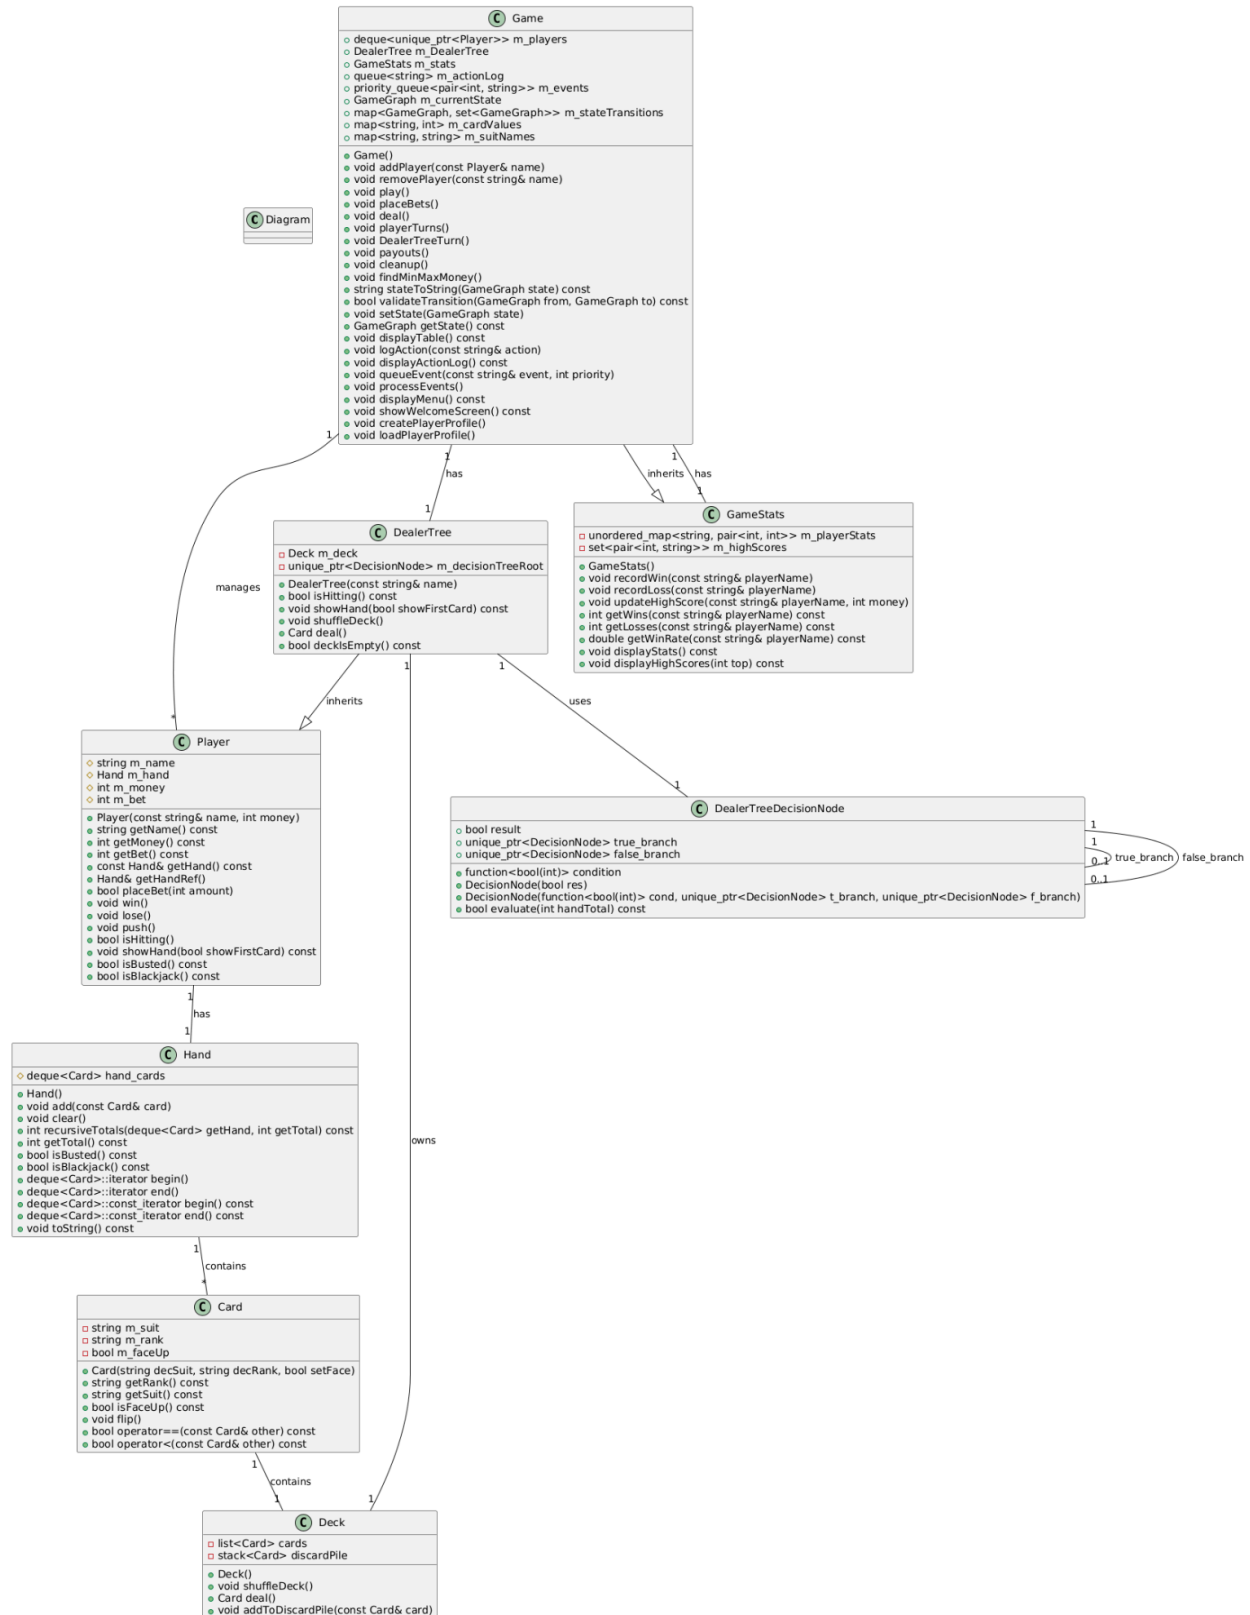 C Game
deque<unique_ptr<Player>> m_players
DealerTree m_DealerTree
GameStats m_stats
queue<string> m_actionLog
priority_queue<pair<int, string>> m_events
GameGraph m_currentState
map<GameGraph, set<GameGraph>> m_stateTransitions
map<string, int> m_cardValues
map<string, string> m_suitNames
Game()
void addPlayer(const Player& name)
void removePlayer(const string& name)
void play()
void placeBets()
void deal()
void playerTurns()
void DealerTreeTurn()
void payouts()
void cleanup()
void findMinMaxMoney()
string stateToString(GameGraph state) const
bool validateTransition(GameGraph from, GameGraph to) const
void setState(GameGraph state)
GameGraph getState() const
void displayTable() const
void logAction(const string& action)
void displayActionLog() const
void queueEvent(const string& event, int priority)
void processEvents()
void displayMenu() const
void showWelcomeScreen() const
void createPlayerProfile()
void loadPlayerProfile()
C Diagram
1
manages
*
1
has
1
inherits
1
has
1
C DealerTree
Deck m_deck
unique_ptr<DecisionNode> m_decisionTreeRoot
DealerTree(const string& name)
bool isHitting() const
void showHand(bool showFirstCard) const
void shuffleDeck()
Card deal()
bool deckIsEmpty() const
C GameStats
unordered_map<string, pair<int, int>> m_playerStats
set<pair<int, string>> m_highScores
GameStats()
void recordWin(const string& playerName)
void recordLoss(const string& playerName)
void updateHighScore(const string& playerName, int money)
int getWins(const string& playerName) const
int getLosses(const string& playerName) const
double getWinRate(const string& playerName) const
void displayStats() const
void displayHighScores(int top) const
inherits
1
owns
1
1
uses
1
C Player
string m_name
Hand m_hand
int m_money
int m_bet
Player(const string& name, int money)
string getName() const
int getMoney() const
int getBet() const
const Hand& getHand() const
Hand& getHandRef()
bool placeBet(int amount)
void win()
void lose()
void push()
bool isHitting()
void showHand(bool showFirstCard) const
bool isBusted() const
bool isBlackjack() const
C DealerTreeDecisionNode
bool result
unique_ptr<DecisionNode> true_branch
unique_ptr<DecisionNode> false_branch
function<bool(int)> condition
DecisionNode(bool res)
DecisionNode(function<bool(int)> cond, unique_ptr<DecisionNode> t_branch, unique_ptr<DecisionNode> f_branch)
bool evaluate(int handTotal) const
1
1
0..1
true_branch
false_branch
0..1
1
has
1
C Hand
deque<Card> hand_cards
Hand()
void add(const Card& card)
void clear()
int recursiveTotals(deque<Card> getHand, int getTotal) const
int getTotal() const
bool isBusted() const
bool isBlackjack() const
deque<Card>::iterator begin()
deque<Card>::iterator end()
deque<Card>::const_iterator begin() const
deque<Card>::const_iterator end() const
void toString() const
1
contains
*
C Card
string m_suit
string m_rank
bool m_faceUp
Card(string decSuit, string decRank, bool setFace)
string getRank() const
string getSuit() const
bool isFaceUp() const
void flip()
bool operator==(const Card& other) const
bool operator<(const Card& other) const
1
contains
1
C Deck
list<Card> cards
stack<Card> discardPile
Deck()
void shuffleDeck()
Card deal()
void addToDiscardPile(const Card& card)